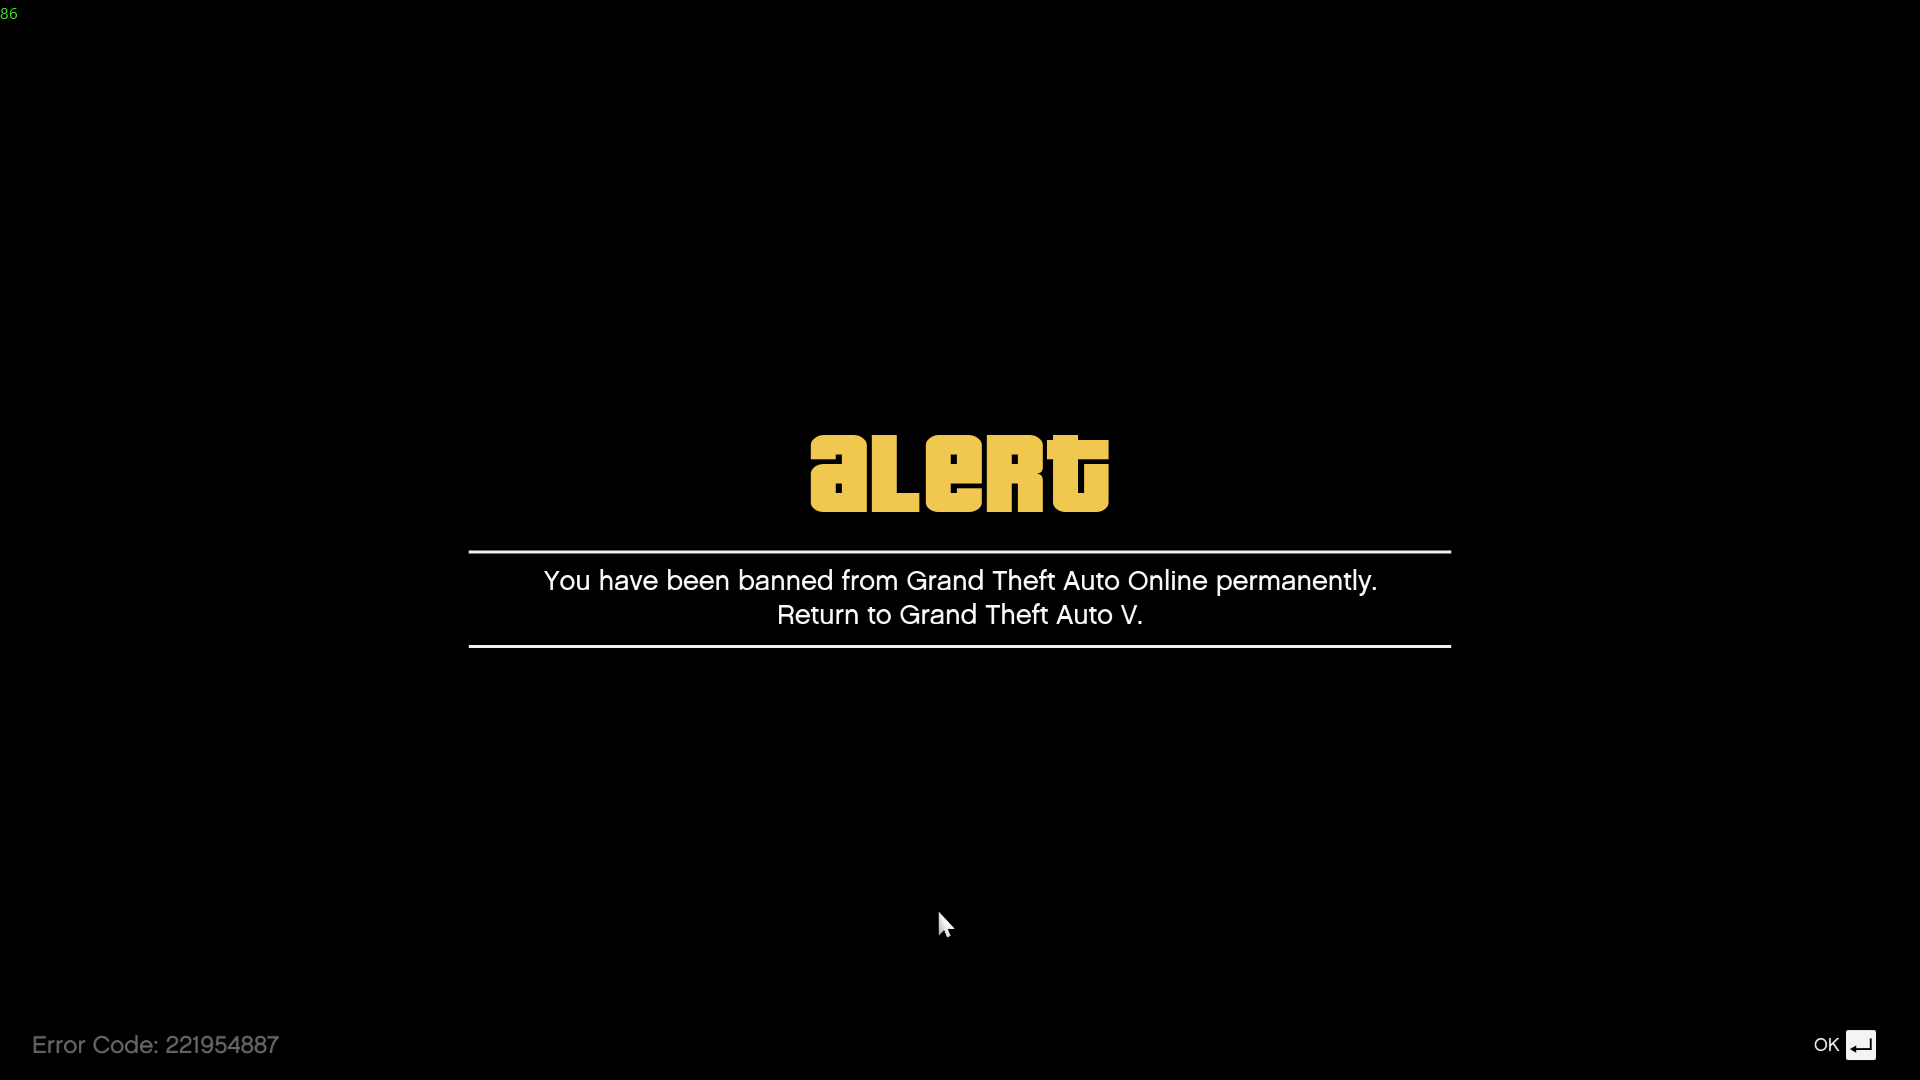 86
aLeRt
You have been banned from Grand Theft Auto Online permanently.
Return to Grand Theft Auto V.
Error Code: 221954887
OK